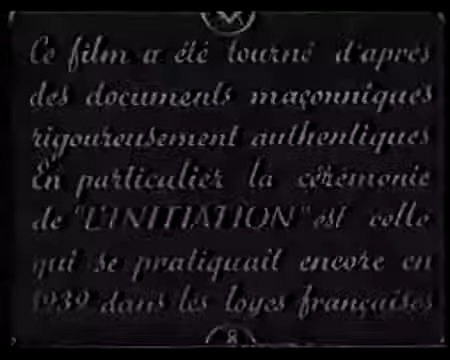 Ce film a été tourné d'après
des documents maçonniques
rigoureusement authentiques
En particulier la cérémonie
de "L'INITIATION" est celle
qui se pratiquait encore en
1939 dans les loges françaises